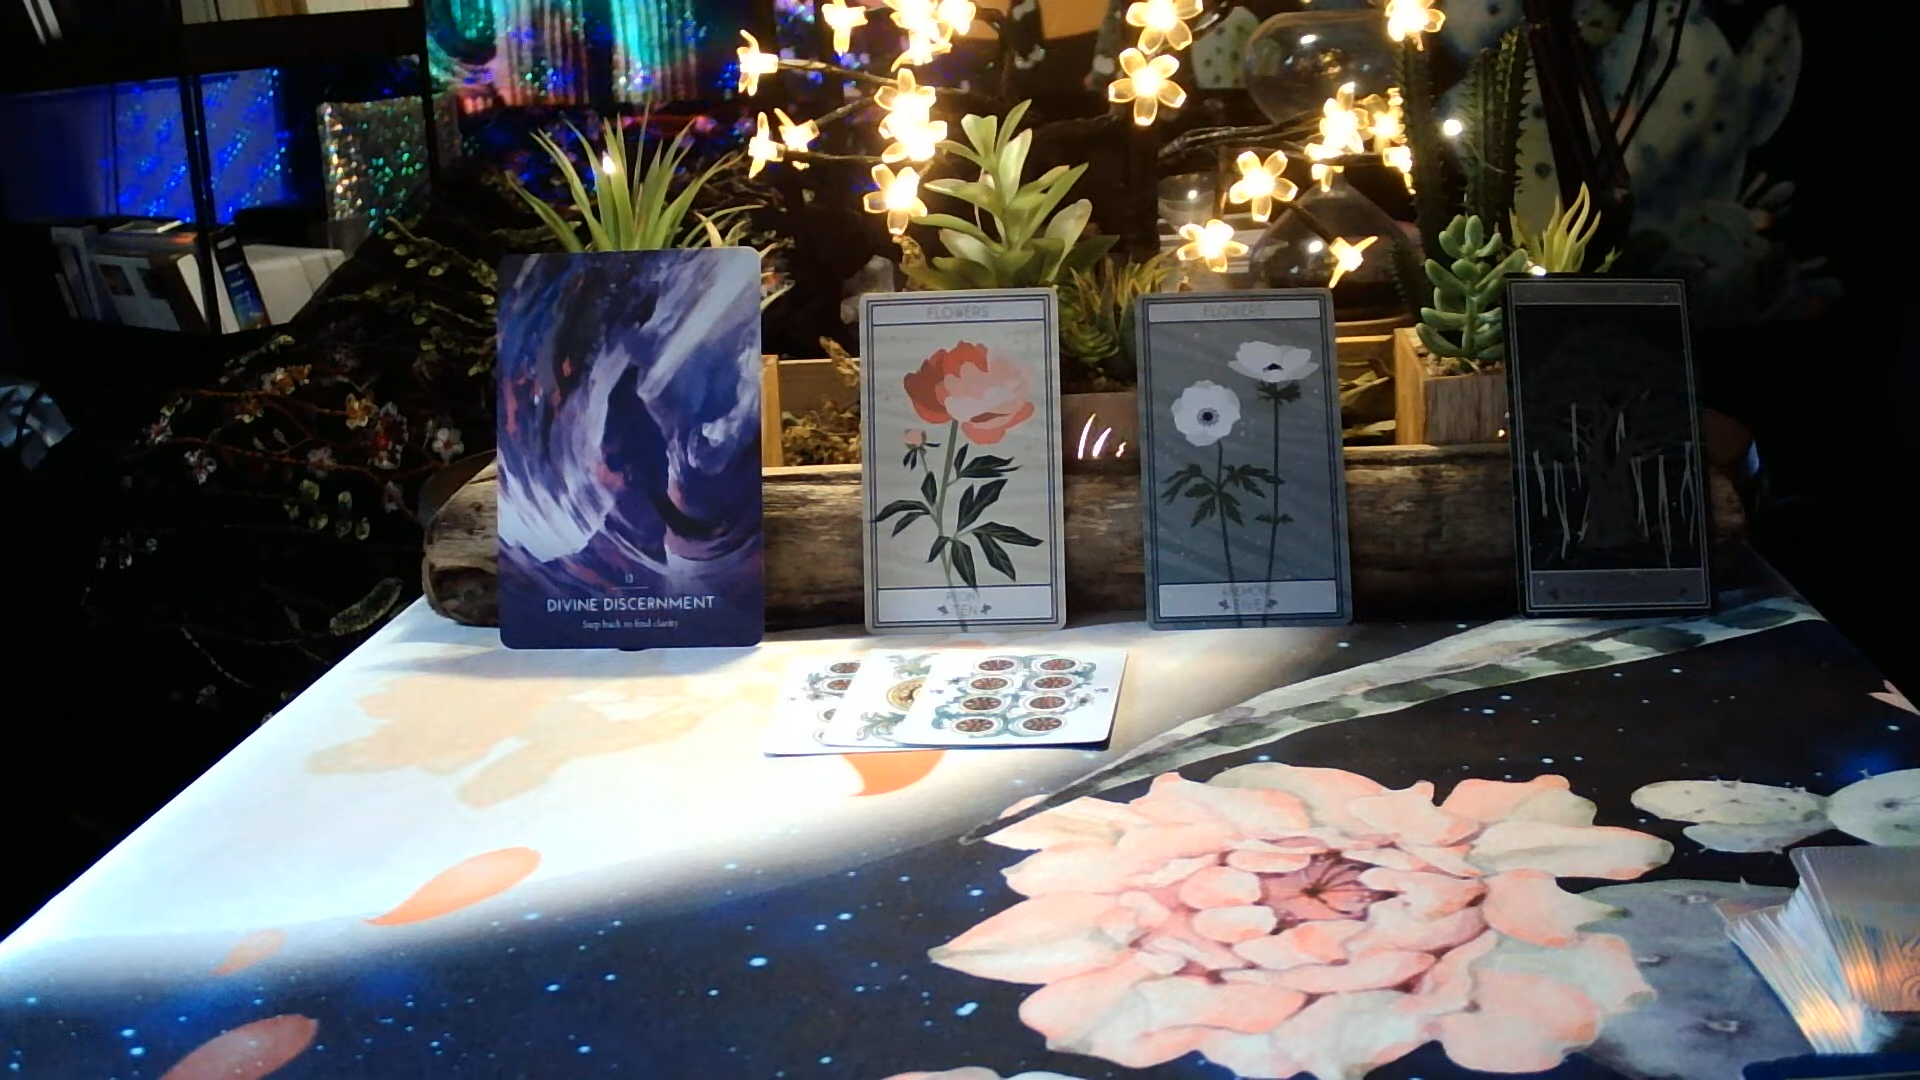 13
DIVINE DISCERNMENT
Step back to find clarity
FLOWERS
PEONY
TEN
FLOWERS
ANEMONE
FIVE